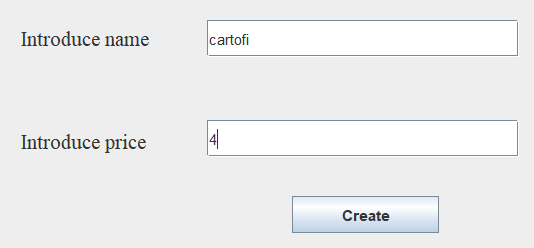 Introduce name
cartofi
Introduce price
4
Create